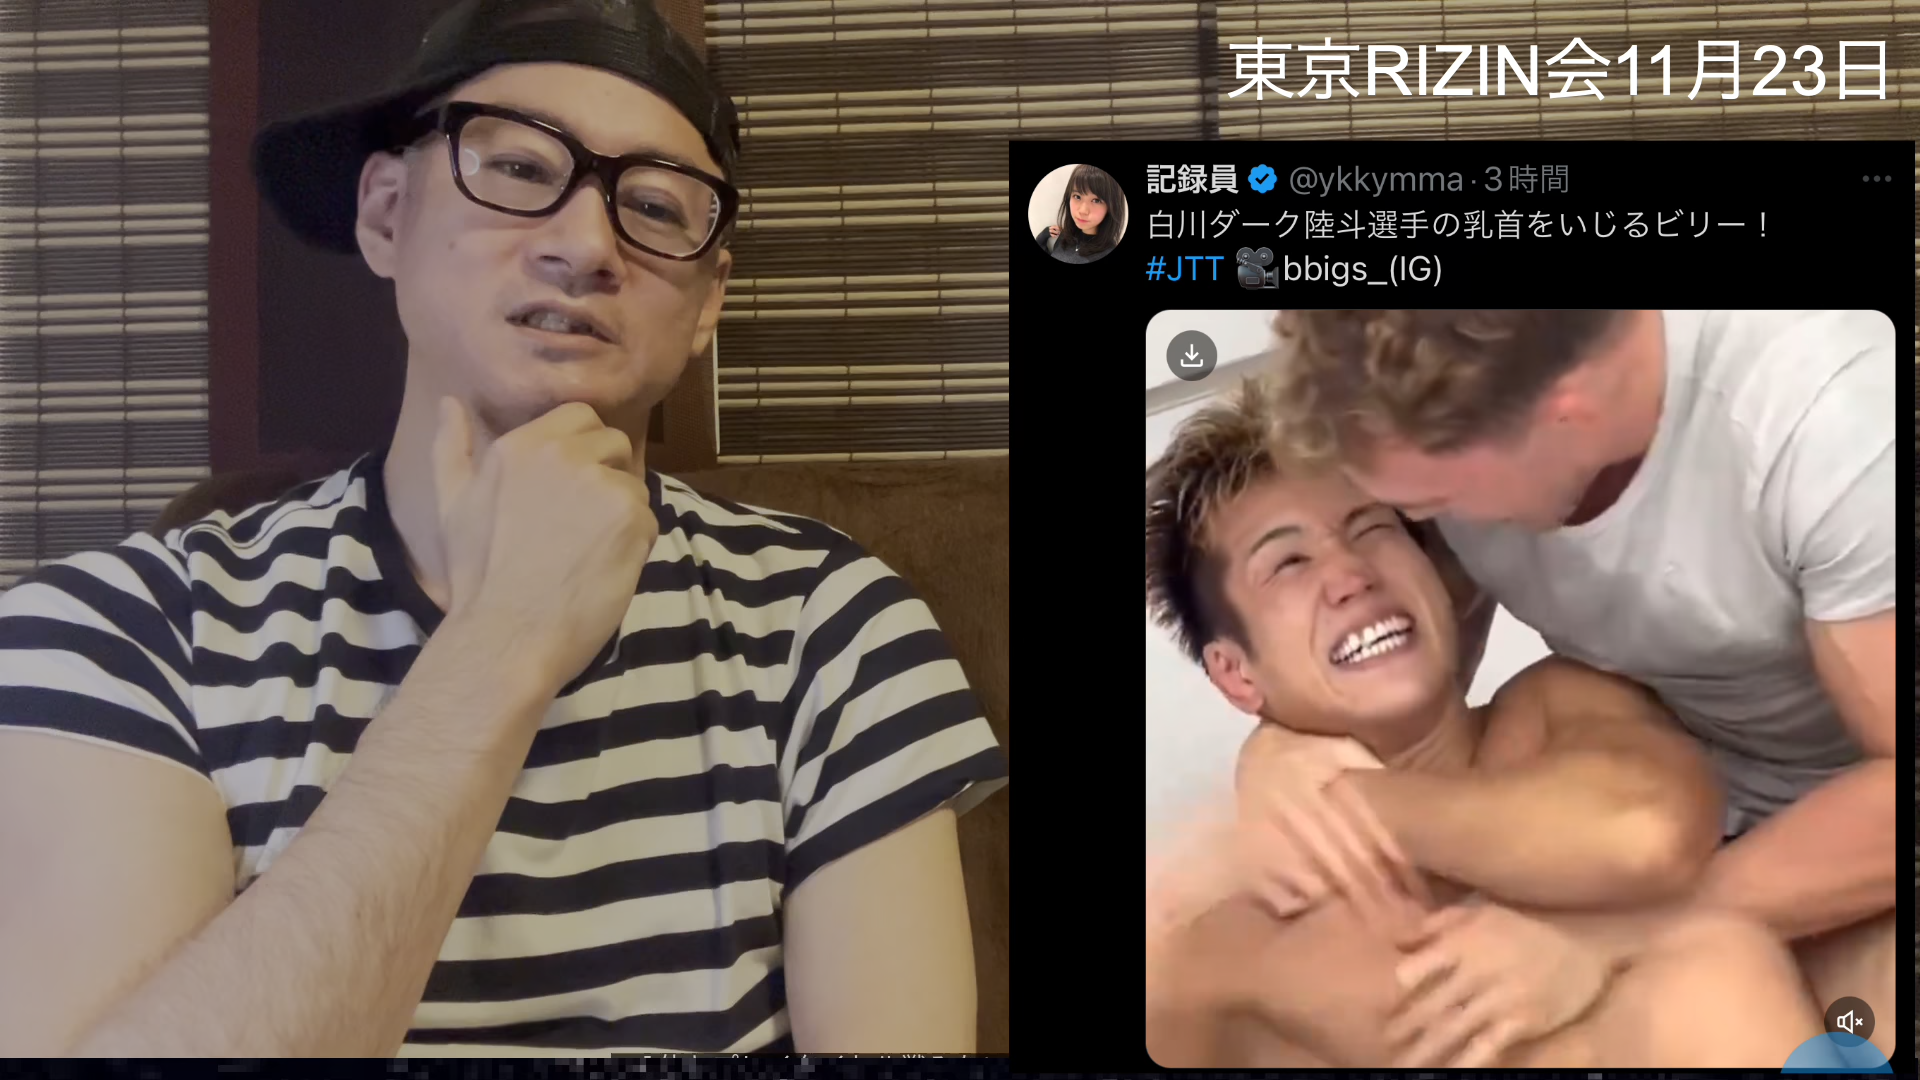 東京RIZIN会11月23日
記録員 @ykkymma · 3時間
白川ダーク陸斗選手の乳首をいじるビリー！
#JTT 🎥bbigs_(IG)